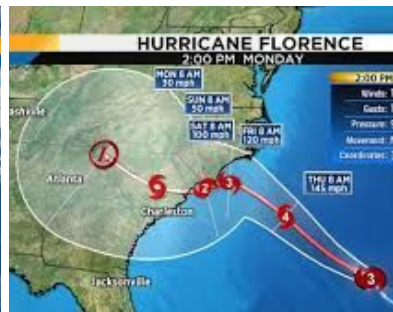 HURRICANE FLORENCE
2:00 PM MONDAY
MON 8 AM
30 mph
SUN 8 AM
50 mph
SAT 8 AM
100 mph
FRI 8 AM
120 mph
THU 8 AM
145 mph
2:00 PM
Winds:
Gusts:
Pressure:
Movement:
Coordinates:
ashville
Atlanta
Charleston
Jacksonville
L
2
3
4
3